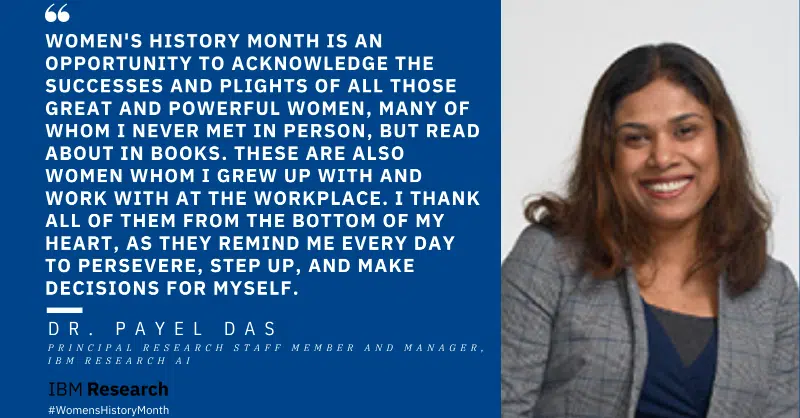 “
WOMEN'S HISTORY MONTH IS AN
OPPORTUNITY TO ACKNOWLEDGE THE
SUCCESSES AND PLIGHTS OF ALL THOSE
GREAT AND POWERFUL WOMEN, MANY OF
WHOM I NEVER MET IN PERSON, BUT READ
ABOUT IN BOOKS. THESE ARE ALSO
WOMEN WHOM I GREW UP WITH AND
WORK WITH AT THE WORKPLACE. I THANK
ALL OF THEM FROM THE BOTTOM OF MY
HEART, AS THEY REMIND ME EVERY DAY
TO PERSEVERE, STEP UP, AND MAKE
DECISIONS FOR MYSELF.
DR. PAYEL DAS
PRINCIPAL RESEARCH STAFF MEMBER AND MANAGER,
IBM RESEARCH AI
IBM Research
#WomensHistoryMonth